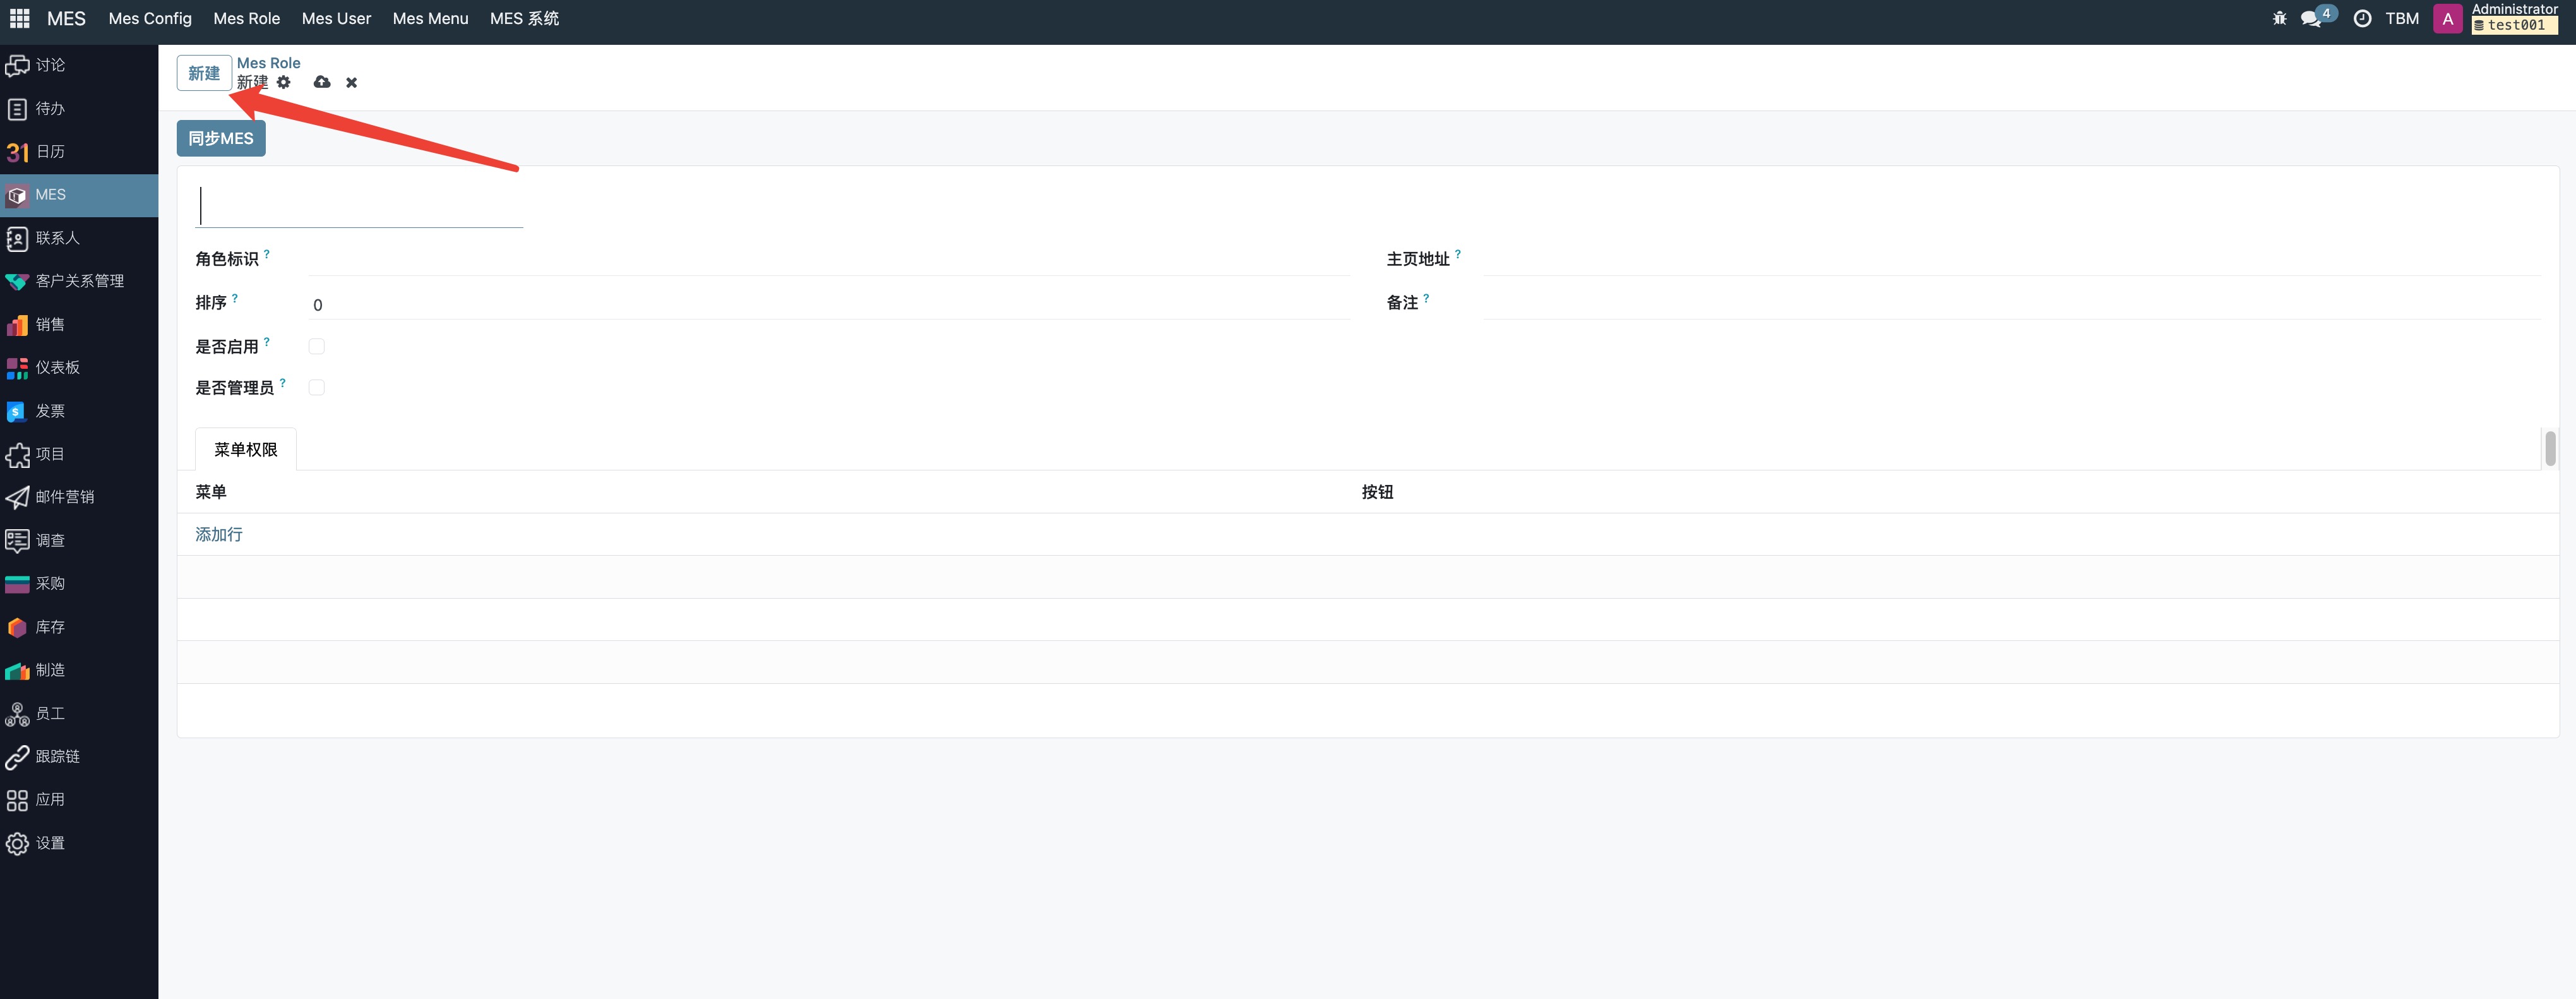 MES Mes Config Mes Role Mes User Mes Menu MES 系统 4 TBM A Administrator
test001
讨论
待办
31 日历
MES
联系人
客户关系管理
销售
仪表板
$ 发票
项目
邮件营销
调查
采购
库存
制造
员工
跟踪链
应用
设置
新建 Mes Role
新建
同步MES
角色标识 ?
主页地址 ?
排序 ? 0
备注 ?
是否启用 ?
是否管理员 ?
菜单权限
菜单 按钮
添加行